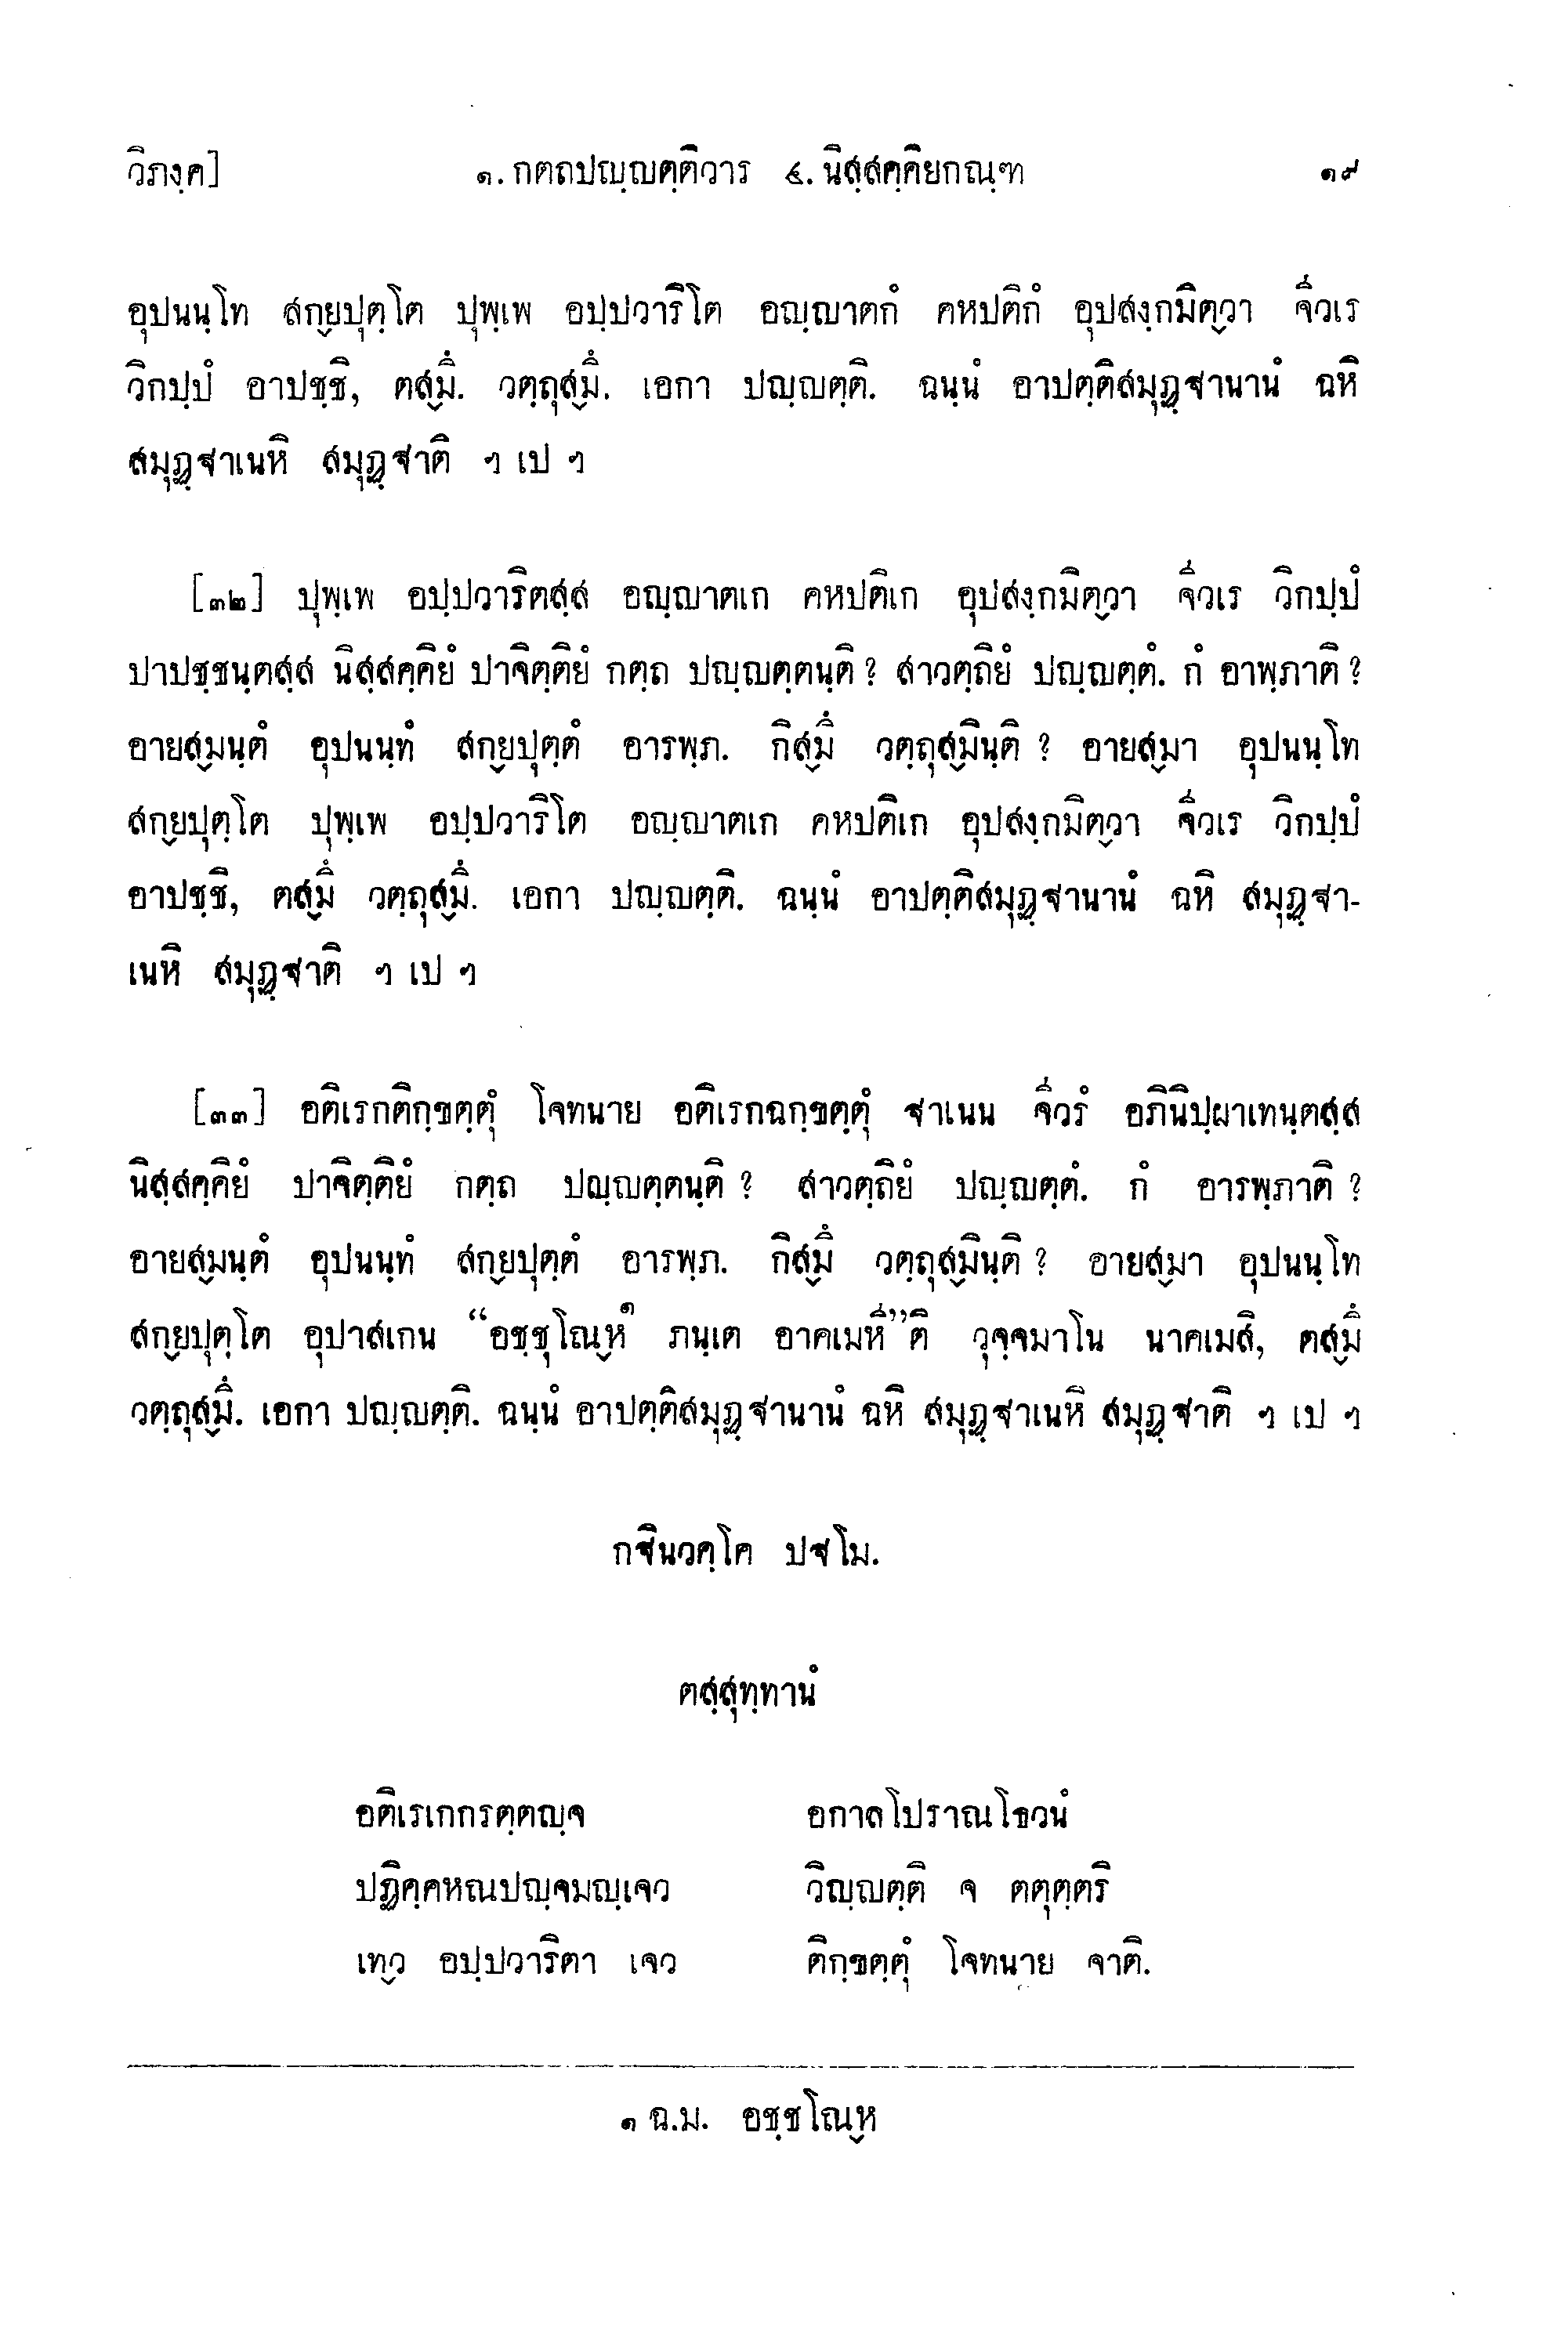 วิภงฺค] ๑. กตถปญฺญตฺติวาร ๔. นิสฺสคฺคิยกณฺฑ ๑๙
อุปนนฺโท สก๎ยปุตฺโต ปุพฺเพ อปฺปวาริโต อญฺญาตกํ คหปติกํ อุปสงฺกมิต๎วา จีวเร
วิกปฺปํ อาปชฺชิ, ตส๎มิํ. วตฺถุส๎มิํ. เอกา ปญฺญตฺติ. ฉนฺนํ อาปตฺติสมุฏฺฐานานํ ฉหิ
สมุฏฺฐาเนหิ สมุฏฺฐาติ ฯ เป ฯ
[๓๒] ปุพฺเพ อปฺปวาริตสฺส อญฺญาตเก คหปติเก อุปสงฺกมิต๎วา จีวเร วิกปฺปํ
ปาปชฺชนฺตสฺส นิสฺสคฺคิยํ ปาจิตฺติยํ กตฺถ ปญฺญตฺตนฺติ? สาวตฺถิยํ ปญฺญตฺตํ. กํ อาพฺภาติ?
อายส๎มนฺตํ อุปนนฺทํ สก๎ยปุตฺตํ อารพฺภ. กิส๎มิํ วตฺถุส๎มินฺติ? อายส๎มา อุปนนฺโท
สก๎ยปุตฺโต ปุพฺเพ อปฺปวาริโต อญฺญาตเก คหปติเก อุปสงฺกมิต๎วา จีวเร วิกปฺปํ
อาปชฺชิ, ตส๎มิํ วตฺถุส๎มิํ. เอกา ปญฺญตฺติ. ฉนฺนํ อาปตฺติสมุฏฺฐานานํ ฉหิ สมุฏฺฐา-
เนหิ สมุฏฺฐาติ ฯ เป ฯ
[๓๓] อติเรกติกฺขตฺตุํ โจทนาย อติเรกฉกฺขตฺตุํ ฐาเนน จีวรํ อภินิปฺผาเทนฺตสฺส
นิสฺสคฺคิยํ ปาจิตฺติยํ กตฺถ ปญฺญตฺตนฺติ? สาวตฺถิยํ ปญฺญตฺตํ. กํ อารพฺภาติ?
อายส๎มนฺตํ อุปนนฺทํ สก๎ยปุตฺตํ อารพฺภ. กิส๎มิํ วตฺถุส๎มินฺติ? อายส๎มา อุปนนฺโท
สก๎ยปุตฺโต อุปาสเกน “อชฺชุโณ๎ห๑ ภนฺเต อาคเมหี”ติ วุจฺจมาโน นาคเมสิ, ตส๎มิํ
วตฺถุส๎มิํ. เอกา ปญฺญตฺติ. ฉนฺนํ อาปตฺติสมุฏฺฐานานํ ฉหิ สมุฏฺฐาเนหิ สมุฏฺฐาติ ฯ เป ฯ
กฐินวคฺโค ปฐโม.
ตสฺสุทฺทานํ
อติเรเกกรตฺตญฺจ อกาลโปราณโธวนํ
ปฏิคฺคหณปญฺจมญฺเจว วิญฺญตฺติ จ ตตุตฺตริ
เท๎ว อปฺปวาริตา เจว ติกฺขตฺตุํ โจทนาย จาติ.
๑ ฉ.ม. อชฺชโณ๎ห